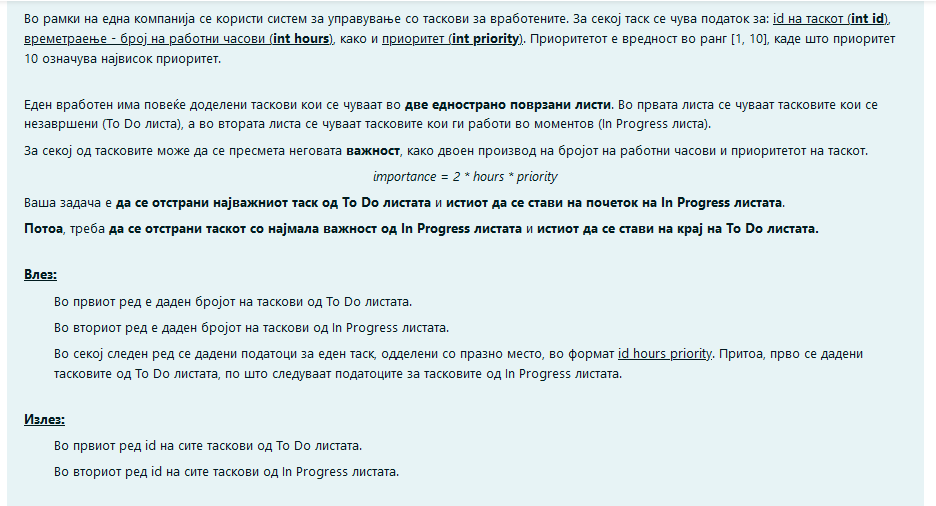 Во рамки на една компанија се користи систем за управување со таскови за вработените. За секој таск се чува податок за: id на таскот (int id),
времетраење - број на работни часови (int hours), како и приоритет (int priority). Приоритетот е вредност во ранг [1, 10], каде што приоритет
10 означува највисок приоритет.
Еден вработен има повеќе доделени таскови кои се чуваат во две еднострано поврзани листи. Во првата листа се чуваат тасковите кои се
незавршени (To Do листа), а во втората листа се чуваат тасковите кои ги работи во моментов (In Progress листа).
За секој од тасковите може да се пресмета неговата важност, како двоен производ на бројот на работни часови и приоритетот на таскот.
importance = 2 * hours * priority
Ваша задача е да се отстрани најважниот таск од To Do листата и истиот да се стави на почеток на In Progress листата.
Потоа, треба да се отстрани таскот со најмала важност од In Progress листата и истиот да се стави на крај на To Do листата.
Влез:
Во првиот ред е даден бројот на таскови од To Do листата.
Во вториот ред е даден бројот на таскови од In Progress листата.
Во секој следен ред се дадени податоци за еден таск, одделени со празно место, во формат id hours priority. Притоа, прво се дадени
тасковите од To Do листата, по што следуваат податоците за тасковите од In Progress листата.
Излез:
Во првиот ред id на сите таскови од To Do листата.
Во вториот ред id на сите таскови од In Progress листата.